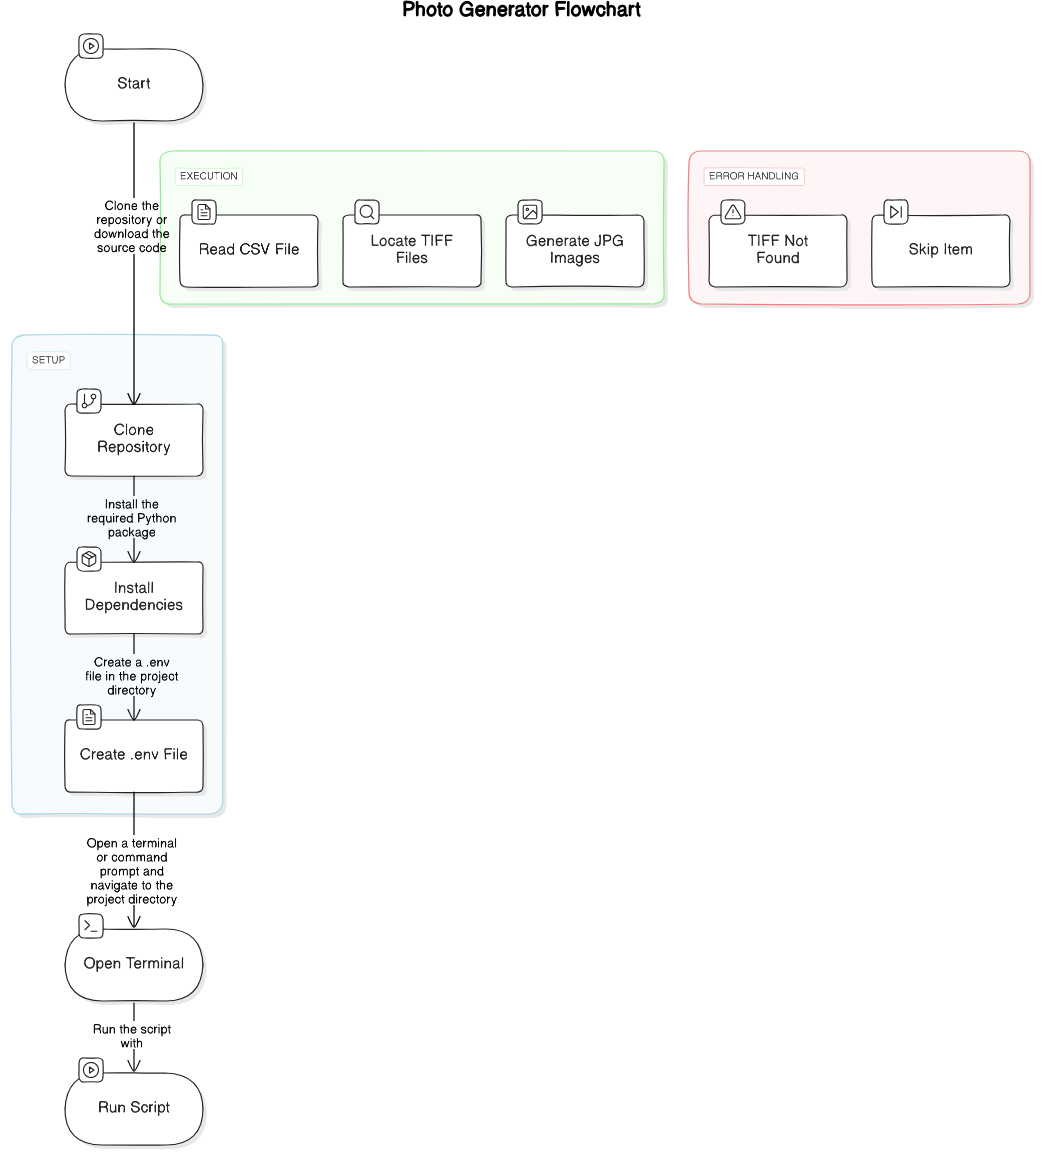 Photo Generator Flowchart
Start
Clone the
repository or
download the
source code
EXECUTION
Read CSV File
Locate TIFF
Files
Generate JPG
Images
ERROR HANDLING
TIFF Not
Found
Skip Item
SETUP
Clone
Repository
Install the
required Python
package
Install
Dependencies
Create a .env
file in the project
directory
Create .env File
Open a terminal
or command
prompt and
navigate to the
project directory
Open Terminal
Run the script
with
Run Script